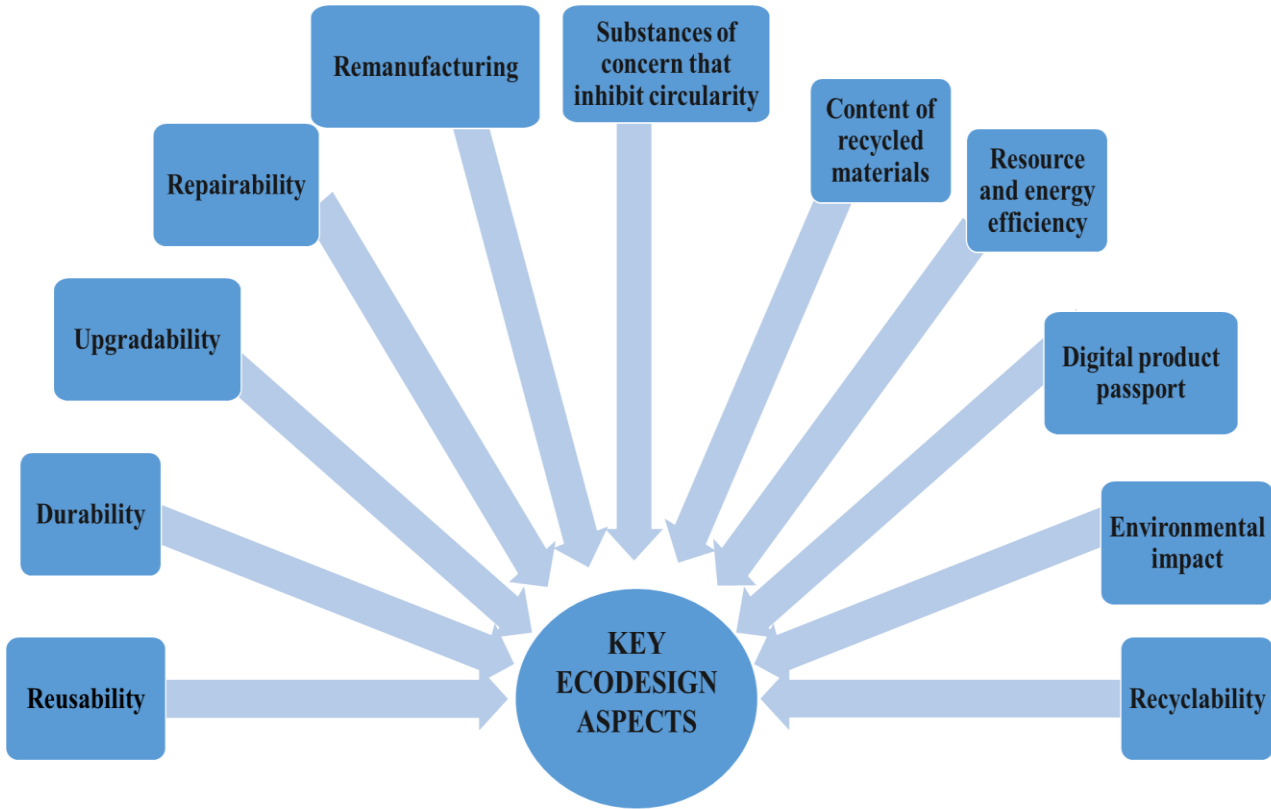 Remanufacturing
Substances of
concern that
inhibit circularity
Content of
recycled
materials
Resource
and energy
efficiency
Repairability
Upgradability
Digital product
passport
Durability
Environmental
impact
Reusability
KEY
ECODESIGN
ASPECTS
Recyclability